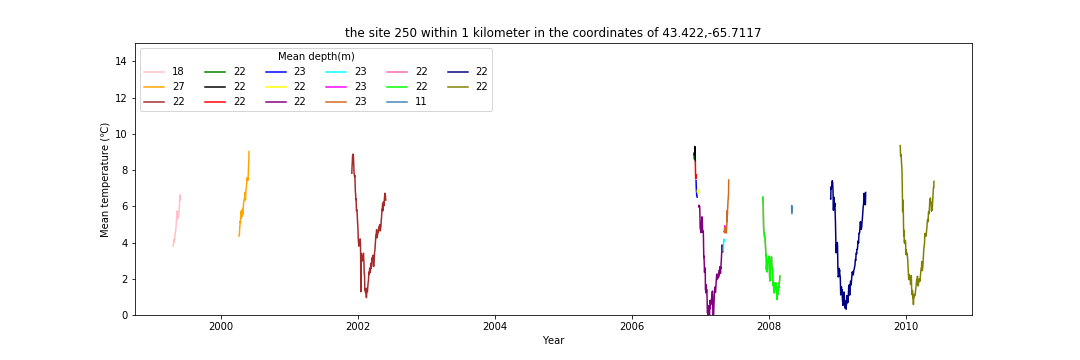 the site 250 within 1 kilometer in the coordinates of 43.422,-65.7117
Mean depth(m)
18 22 23 23 22 22
27 22 22 23 22 22
22 22 22 23 11
14
12
10
8
6
4
2
0
Mean temperature (℃)
2000 2002 2004 2006 2008 2010
Year